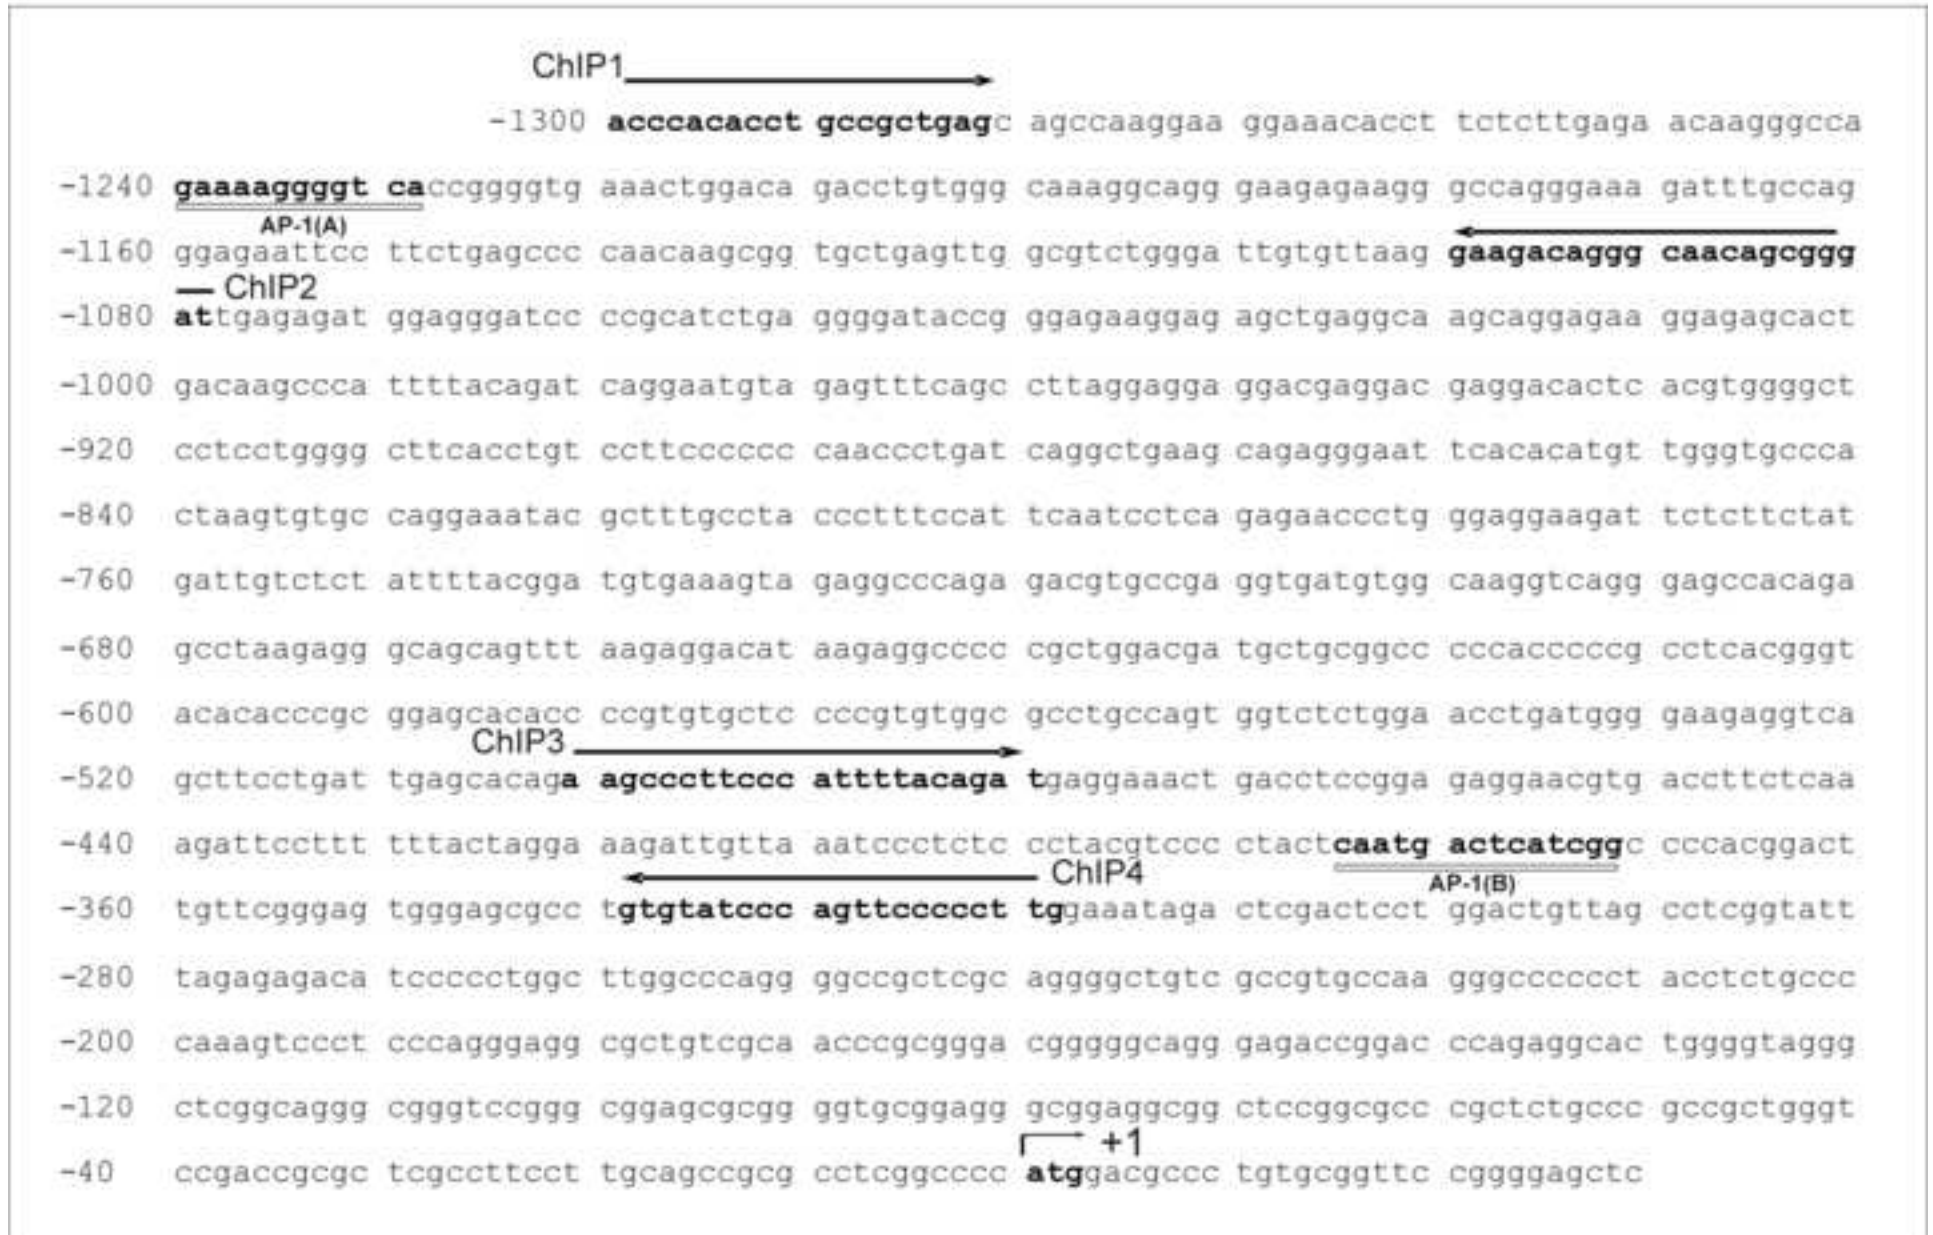 ChIP1
-1300 acccacacct gccgctgagc agccaaggaa ggaaacacct tctcttgaga acaagggcca
-1240 gaaaaggggt caccggggtg aaactggaca gacctgtggg caaaggcagg gaagagaagg gccagggaaa gatttgccag
AP-1(A)
-1160 ggagaattcc ttctgagccc caacaagcgg tgctgagttg gcgtctggga ttgtgttaag gaagacaggg caacagcggg
ChIP2
-1080 attgagagat ggagggatcc ccgcatctga ggggataccg ggagaaggag agctgaggca agcaggagaa ggagagcact
-1000 gacaagccca ttttacagat caggaatgta gagtttcagc cttaggagga ggacgaggac gaggacactc acgtggggct
-920 cctcctgggg cttcacctgt ccttcccccc caaccctgat caggctgaag cagagggaat tcacacatgt tgggtgccca
-840 ctaagtgtgc caggaaatac gctttgccta ccctttccat tcaatcctca gagaaccctg ggaggaagat tctcttctat
-760 gattgtctct attttacgga tgtgaaagta gaggcccaga gacgtgccga ggtgatgtgg caaggtcagg gagccacaga
-680 gcctaagagg gcagcagttt aagaggacat aagaggcccc cgctggacga tgctgcggcc cccacccccg cctcacgggt
-600 acacacccgc ggagcacacc ccgtgtgctc cccgtgtggc gcctgccagt ggtctctgga acctgatggg gaagaggtca
ChIP3
-520 gcttcctgat tgagcacaga agcccttccc attttacaga tgaggaaact gacctccgga gaggaacgtg accttctcaa
-440 agattccttt tttactagga aagattgtta aatccctctc cctacgtccc ctactcaatg actcatcggc cccacggact
ChIP4
AP-1(B)
-360 tgttcgggag tgggagcgcc tgtgtatccc agttccccct tggaaataga ctcgactcct ggactgttag cctcggtatt
-280 tagagagaca tccccctggc ttggcccagg ggccgctcgc aggggctgtc gccgtgccaa gggcccccct acctctgccc
-200 caaagtccct cccagggagg cgctgtcgca acccgcggga cgggggcagg gagaccggac ccagaggcac tggggtaggg
-120 ctcggcaggg cgggtccggg cggagcgcgg ggtgcggagg gcggaggcgg ctccggcgcc cgctctgccc gccgctgggt
+1
-40 ccgaccgcgc tcgccttcct tgcagccgcg cctcggcccc atggacgccc tgtgcggttc cggggagctc